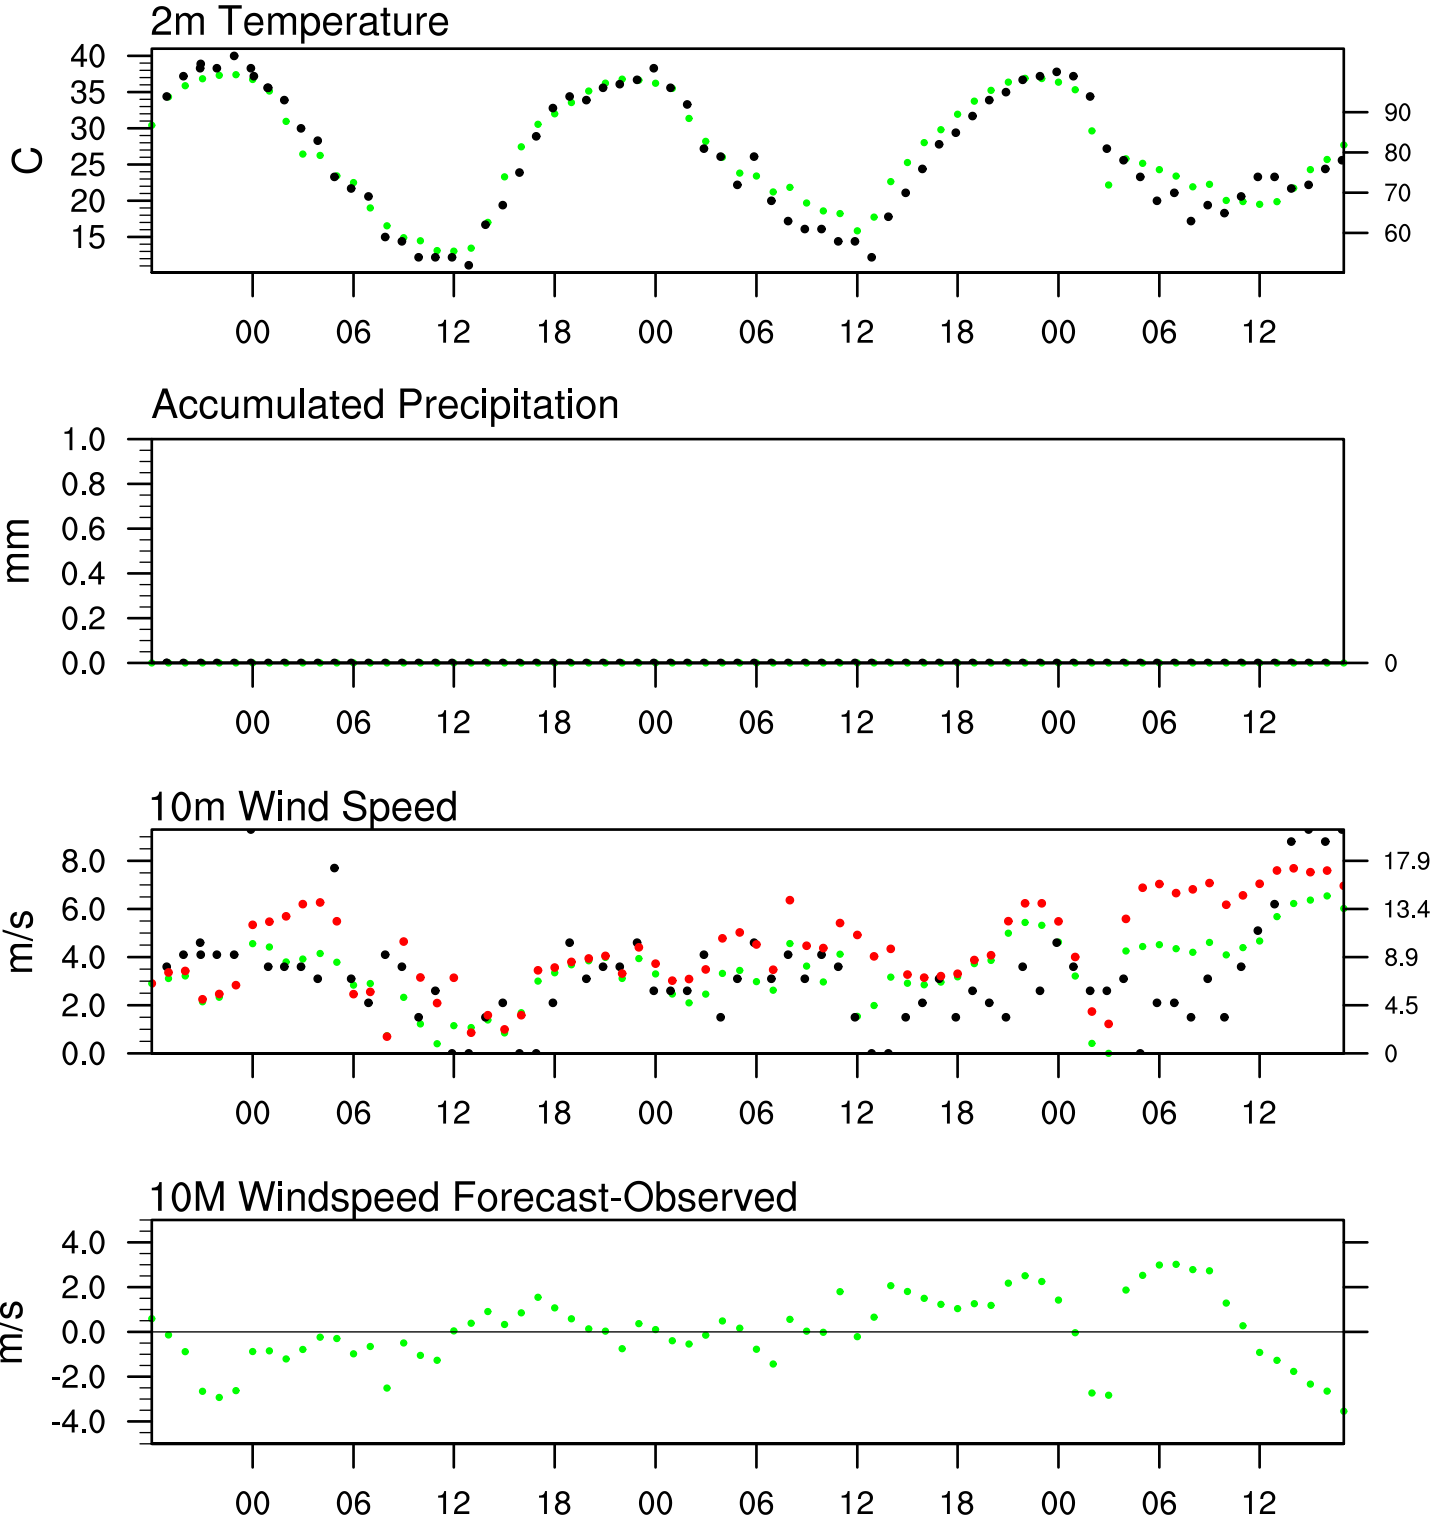 2m Temperature
40
35
30
25
20
15
C
90
80
70
60
00 06 12 18 00 06 12 18 00 06 12
Accumulated Precipitation
1.0
0.8
0.6
0.4
0.2
0.0
mm
0
00 06 12 18 00 06 12 18 00 06 12
10m Wind Speed
8.0
6.0
4.0
2.0
0.0
m/s
17.9
13.4
8.9
4.5
0
00 06 12 18 00 06 12 18 00 06 12
10M Windspeed Forecast-Observed
4.0
2.0
0.0
-2.0
-4.0
m/s
00 06 12 18 00 06 12 18 00 06 12